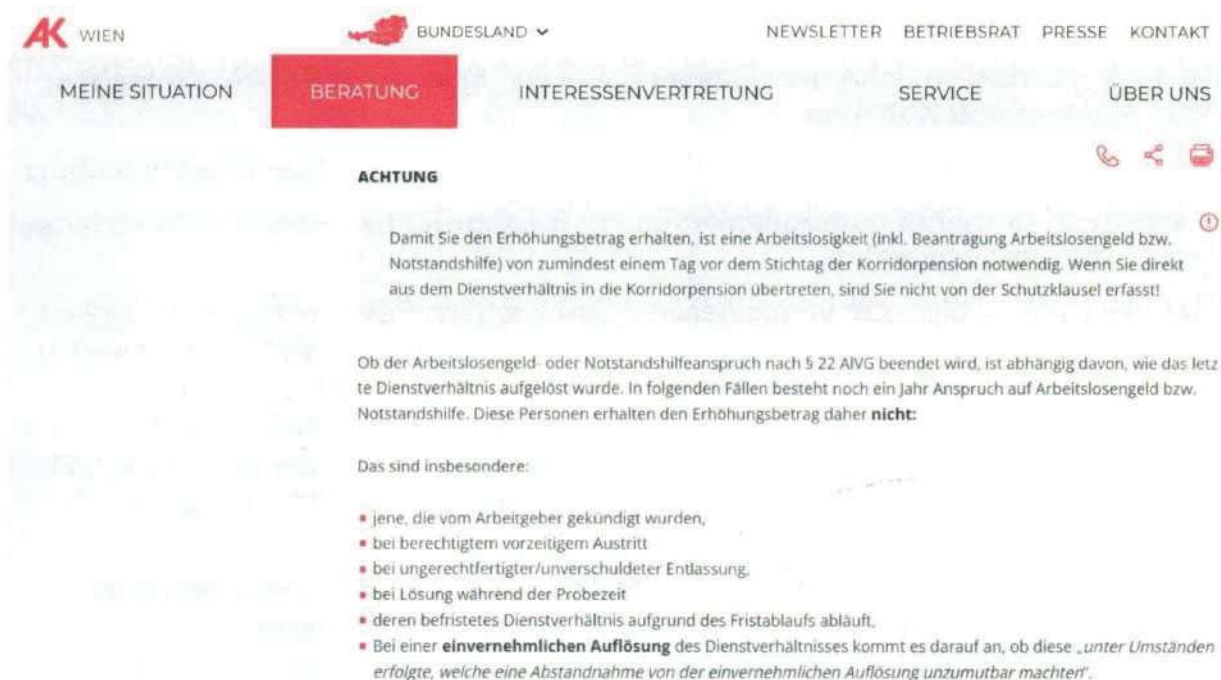 AK WIEN
BUNDESLAND
NEWSLETTER BETRIEBSRAT PRESSE KONTAKT
MEINE SITUATION BERATUNG INTERESSENVERTRETUNG SERVICE ÜBER UNS
ACHTUNG
Damit Sie den Erhöhungsbetrag erhalten, ist eine Arbeitslosigkeit (inkl. Beantragung Arbeitslosengeld bzw.
Notstandshilfe) von zumindest einem Tag vor dem Stichtag der Korridorpension notwendig. Wenn Sie direkt
aus dem Dienstverhältnis in die Korridorpension übertreten, sind Sie nicht von der Schutzklausel erfasst!
Ob der Arbeitslosengeld- oder Notstandshilfeanspruch nach § 22 AlVG beendet wird, ist abhängig davon, wie das letz
te Dienstverhältnis aufgelöst wurde. In folgenden Fällen besteht noch ein Jahr Anspruch auf Arbeitslosengeld bzw.
Notstandshilfe. Diese Personen erhalten den Erhöhungsbetrag daher nicht:
Das sind insbesondere:
▪ jene, die vom Arbeitgeber gekündigt wurden,
▪ bei berechtigtem vorzeitigem Austritt
▪ bei ungerechtfertigter/unverschuldeter Entlassung,
▪ bei Lösung während der Probezeit
▪ deren befristetes Dienstverhältnis aufgrund des Fristablaufs abläuft,
▪ Bei einer einvernehmlichen Auflösung des Dienstverhältnisses kommt es darauf an, ob diese „unter Umständen
erfolgte, welche eine Abstandnahme von der einvernehmlichen Auflösung unzumutbar machten".